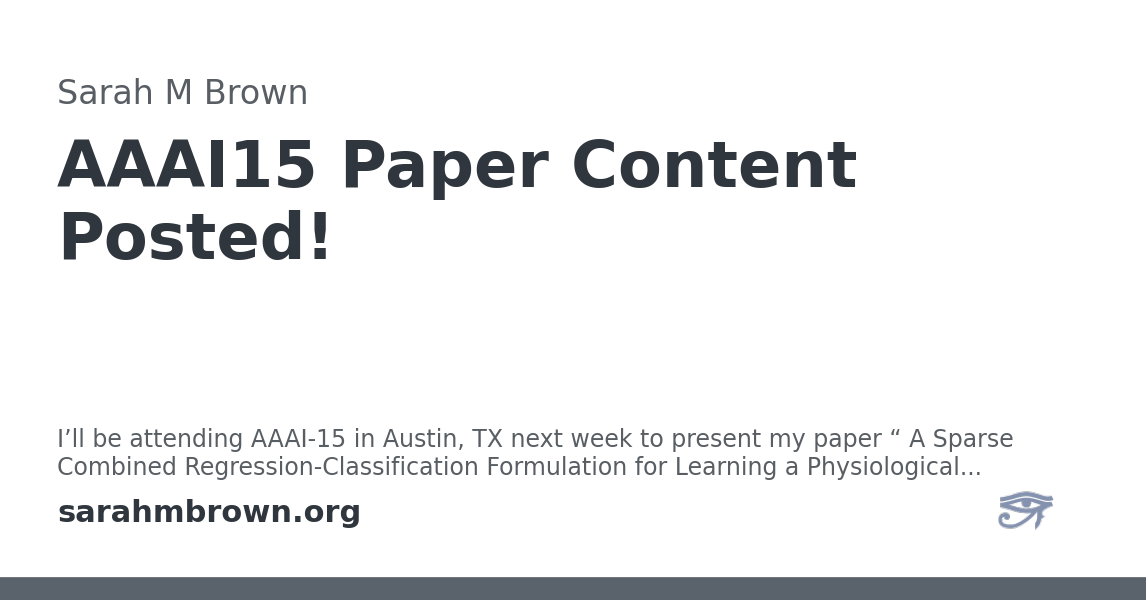 Sarah M Brown
AAAI15 Paper Content
Posted!
I’ll be attending AAAI-15 in Austin, TX next week to present my paper “ A Sparse
Combined Regression-Classification Formulation for Learning a Physiological...
sarahmbrown.org